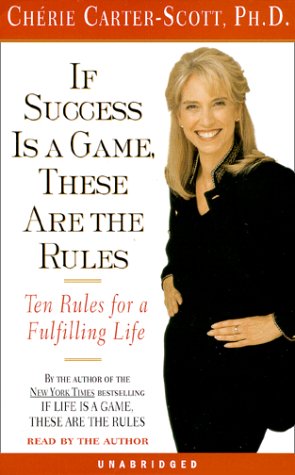 CHÉRIE CARTER-SCOTT, PH.D.
IF
SUCCESS
IS A GAME,
THESE
ARE THE
RULES
Ten Rules for a
Fulfilling Life
BY THE AUTHOR OF THE
NEW YORK TIMES BESTSELLING
IF LIFE IS A GAME,
THESE ARE THE RULES
READ BY THE AUTHOR
UNABRIDGED